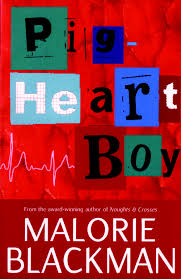 Pig-
Heart
Boy
From the award-winning author of Noughts & Crosses
MALORIE
BLACKMAN